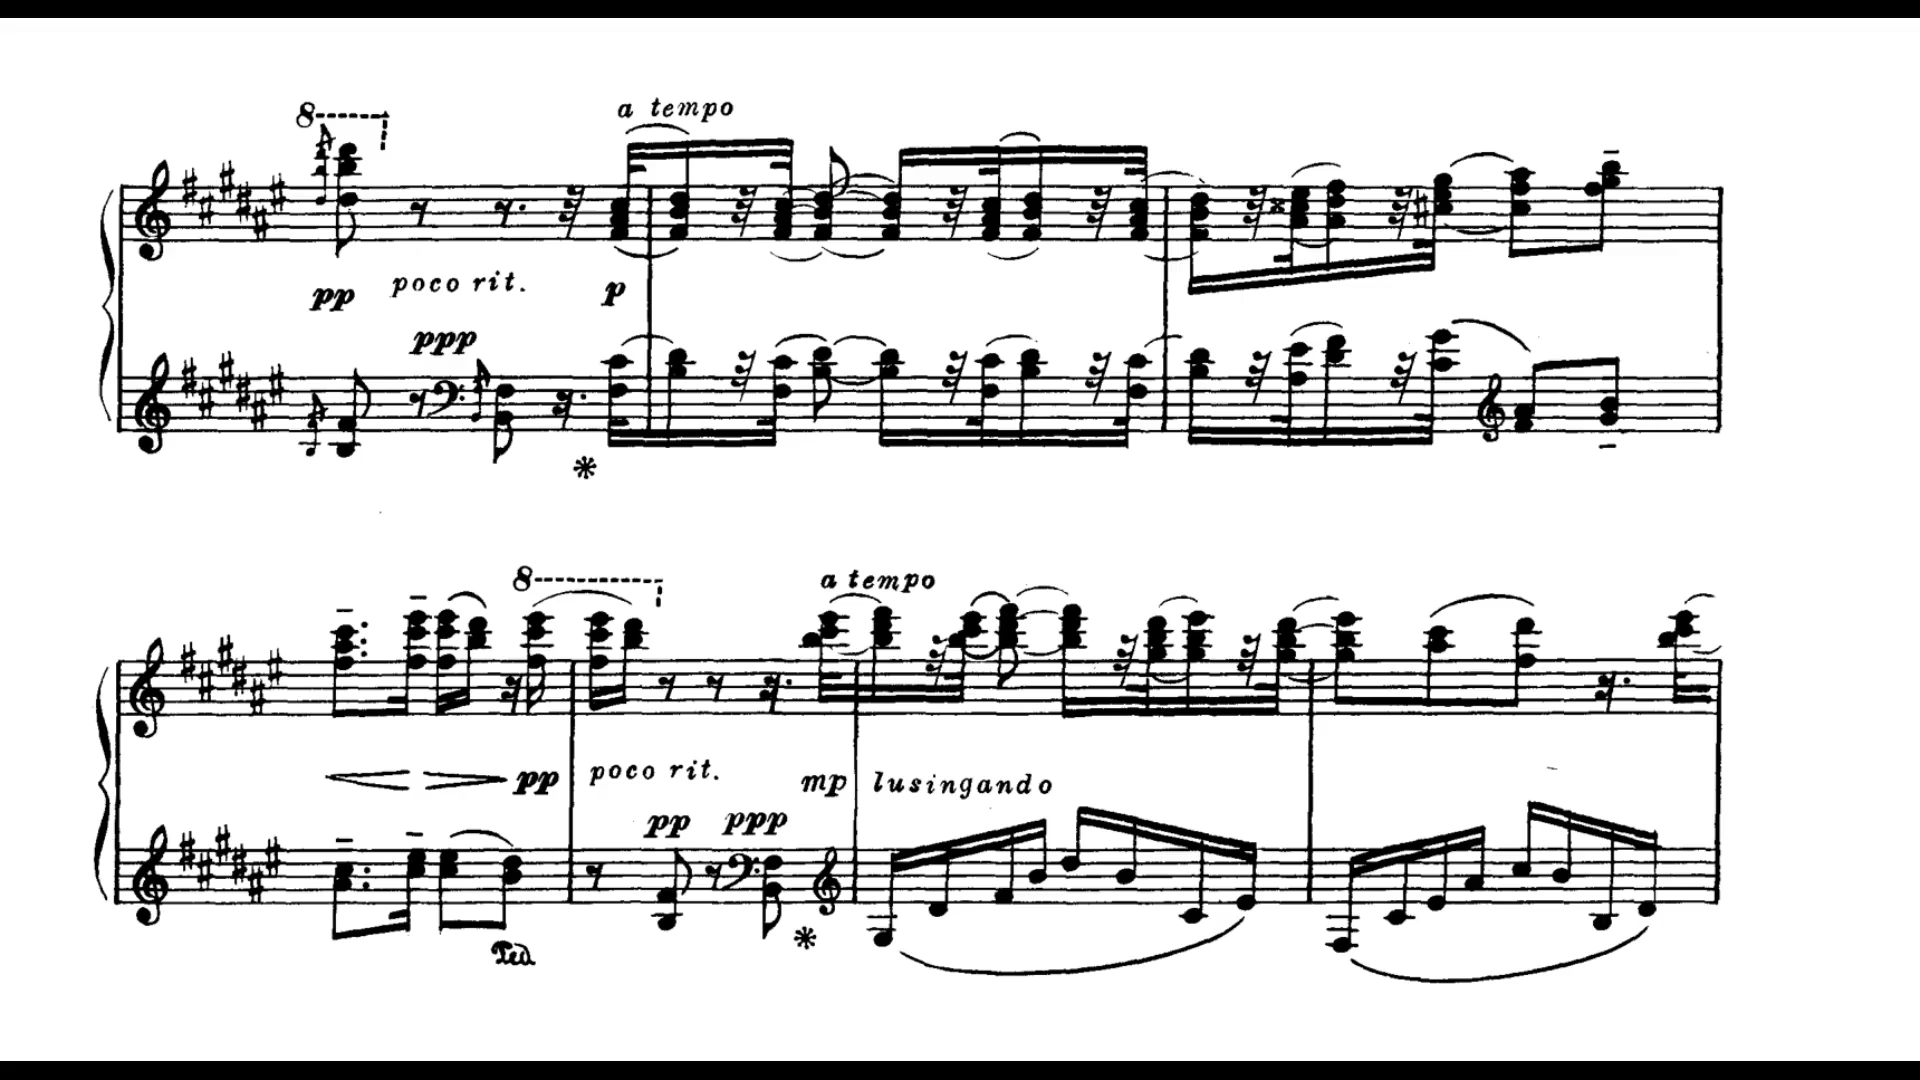 8
a tempo
pp poco rit. p
ppp
8
a tempo
pp poco rit. mp lusingando
pp ppp
Ped